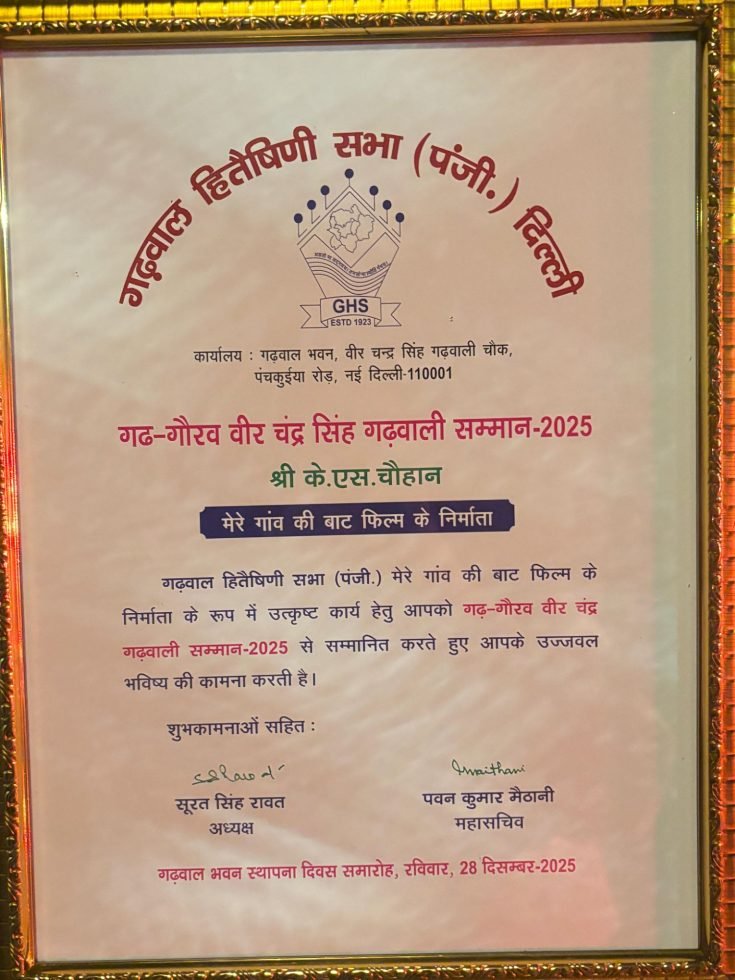 गढ़वाल हितैषिणी सभा (पंजी.) दिल्ली
GHS
ESTD 1923
कार्यालय : गढ़वाल भवन, वीर चन्द्र सिंह गढ़वाली चौक,
पंचकुईया रोड़, नई दिल्ली-110001
गढ-गौरव वीर चंद्र सिंह गढ़वाली सम्मान-2025
श्री के.एस.चौहान
मेरे गांव की बाट फिल्म के निर्माता
गढ़वाल हितैषिणी सभा (पंजी.) मेरे गांव की बाट फिल्म के
निर्माता के रूप में उत्कृष्ट कार्य हेतु आपको गढ़-गौरव वीर चंद्र
गढ़वाली सम्मान-2025 से सम्मानित करते हुए आपके उज्जवल
भविष्य की कामना करती है।
शुभकामनाओं सहित :
सूरत सिंह रावत
पवन कुमार मैठानी
अध्यक्ष
महासचिव
गढ़वाल भवन स्थापना दिवस समारोह, रविवार, 28 दिसम्बर-2025